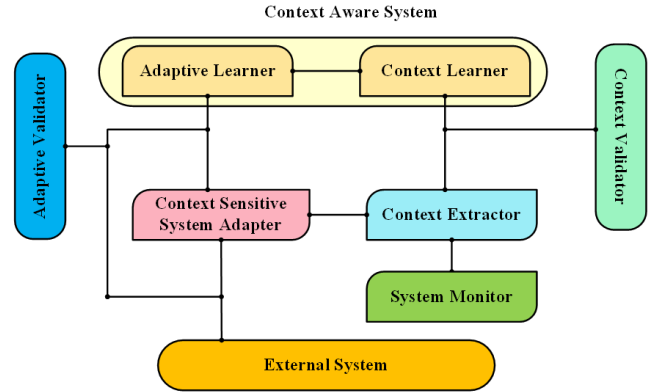 Context Aware System
Adaptive Learner
Context Learner
Adaptive Validator
Context Validator
Context Sensitive
System Adapter
Context Extractor
System Monitor
External System